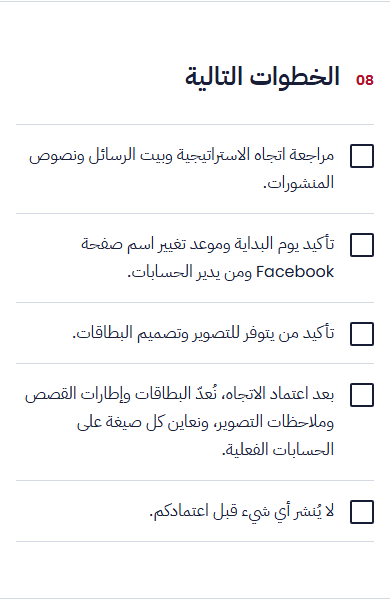 08 الخطوات التالية
مراجعة اتجاه الاستراتيجية وبيت الرسائل ونصوص
المنشورات.
تأكيد يوم البداية وموعد تغيير اسم صفحة
Facebook ومن يدير الحسابات.
تأكيد من يتوفر للتصوير وتصميم البطاقات.
بعد اعتماد الاتجاه، نُعدّ البطاقات وإطارات القصص
وملاحظات التصوير، ونعاين كل صيغة على
الحسابات الفعلية.
لا يُنشر أي شيء قبل اعتمادكم.